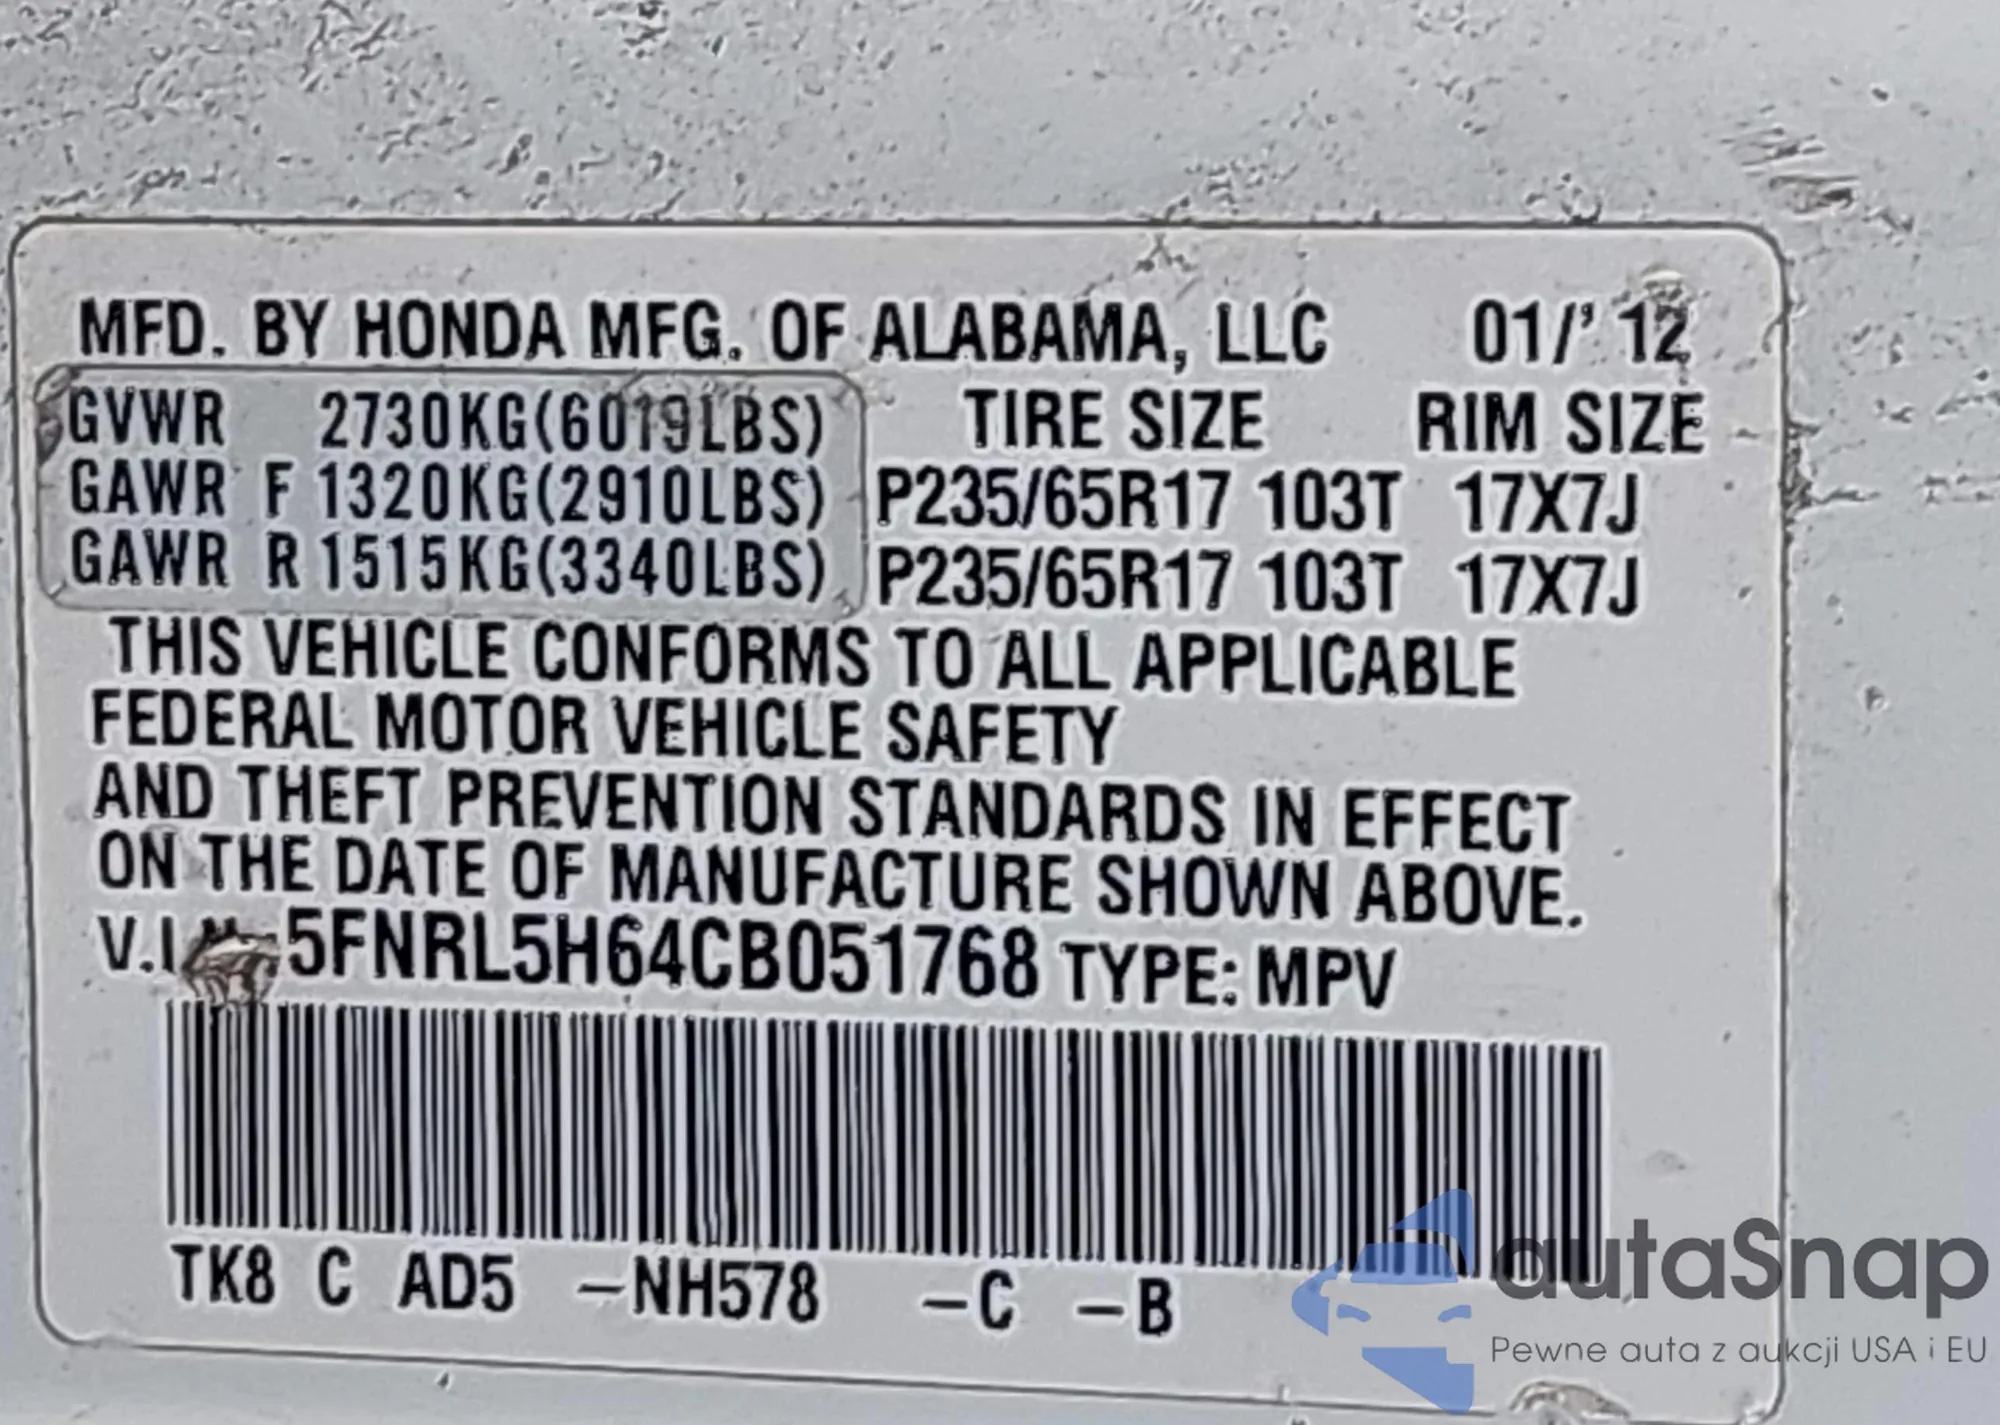 MFD. BY HONDA MFG. OF ALABAMA, LLC 01/'12
GVWR 2730KG(6019LBS) TIRE SIZE RIM SIZE
GAWR F 1320KG(2910LBS) P235/65R17 103T 17X7J
GAWR R 1515KG(3340LBS) P235/65R17 103T 17X7J
THIS VEHICLE CONFORMS TO ALL APPLICABLE
FEDERAL MOTOR VEHICLE SAFETY
AND THEFT PREVENTION STANDARDS IN EFFECT
ON THE DATE OF MANUFACTURE SHOWN ABOVE.
5FNRL5H64CB051768 TYPE: MPV
TK8 C AD5 -NH578 -C -B
autaSnap
Pewne auta z aukcji USA i EU